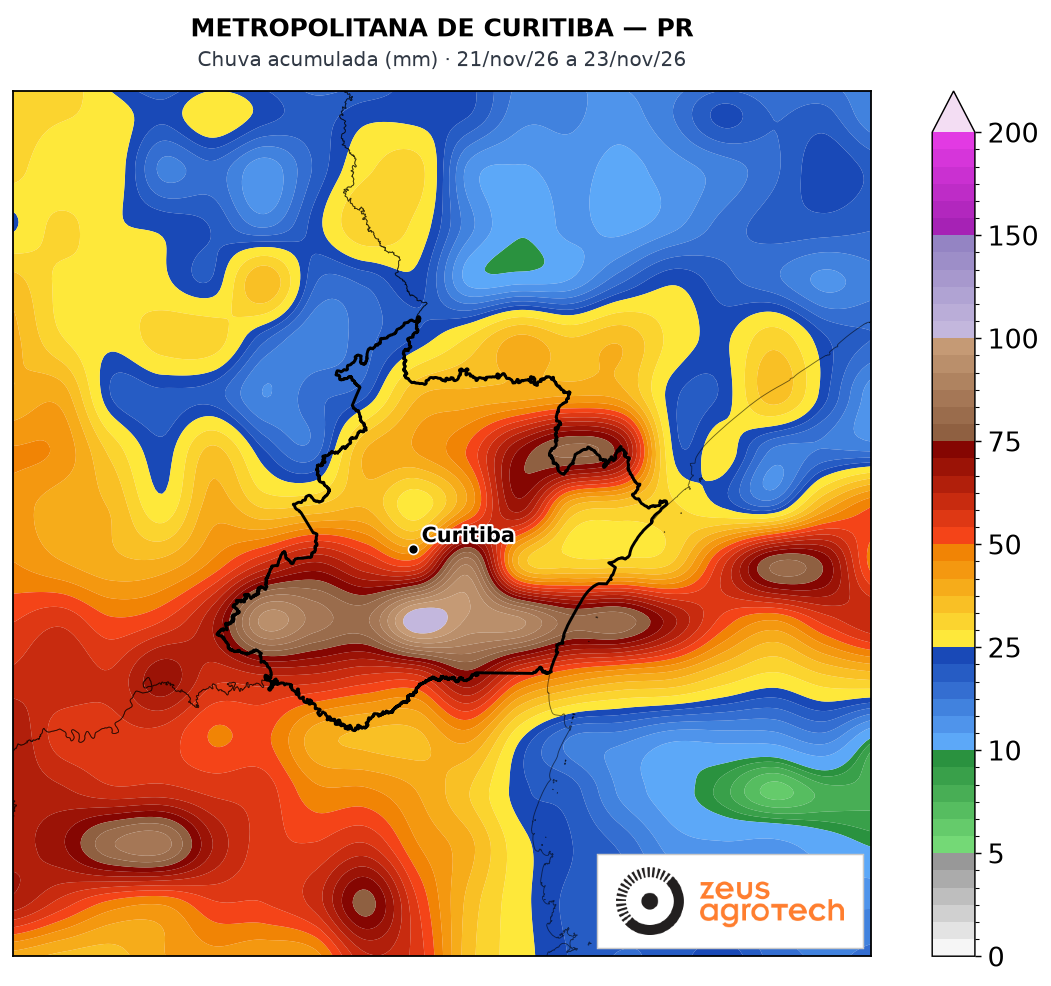 METROPOLITANA DE CURITIBA — PR
Chuva acumulada (mm) · 21/nov/26 a 23/nov/26
200
150
100
75
50
25
10
5
0
Curitiba
zeus
agrotech